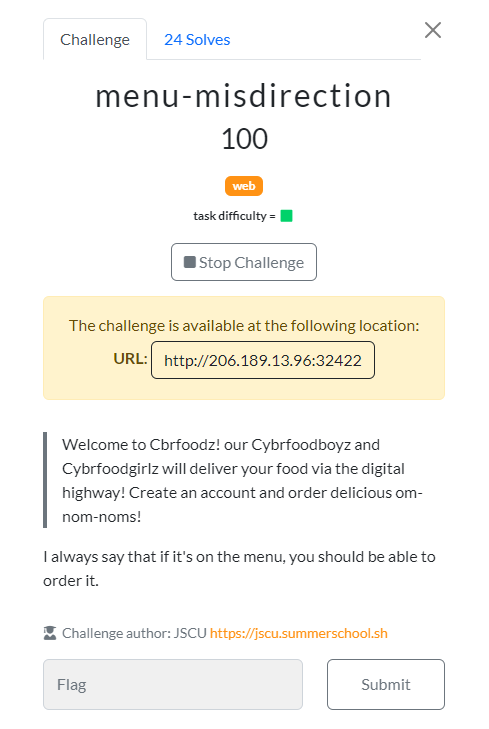 Challenge
24 Solves
menu-misdirection
100
web
task difficulty =
Stop Challenge
The challenge is available at the following location:
URL: http://206.189.13.96:32422
Welcome to Cbrfoodz! our Cybrfoodboyz and
Cybrfoodgirlz will deliver your food via the digital
highway! Create an account and order delicious om-
nom-noms!
I always say that if it's on the menu, you should be able to
order it.
Challenge author: JSCU https://jscu.summerschool.sh
Flag
Submit